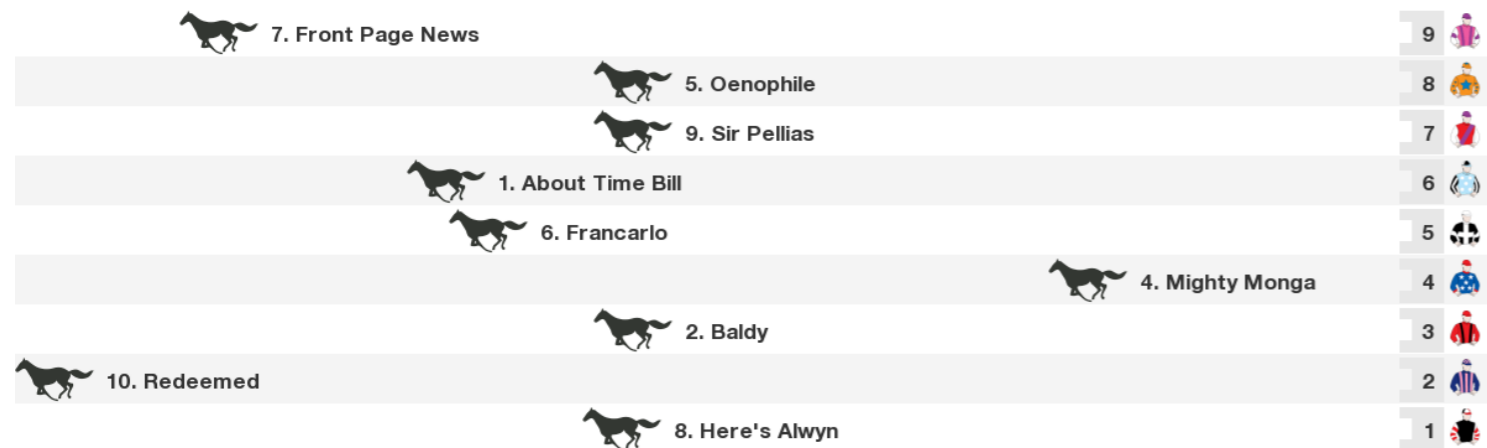 7. Front Page News 9
5. Oenophile 8
9. Sir Pellias 7
1. About Time Bill 6
6. Francarlo 5
4. Mighty Monga 4
2. Baldy 3
10. Redeemed 2
8. Here's Alwyn 1